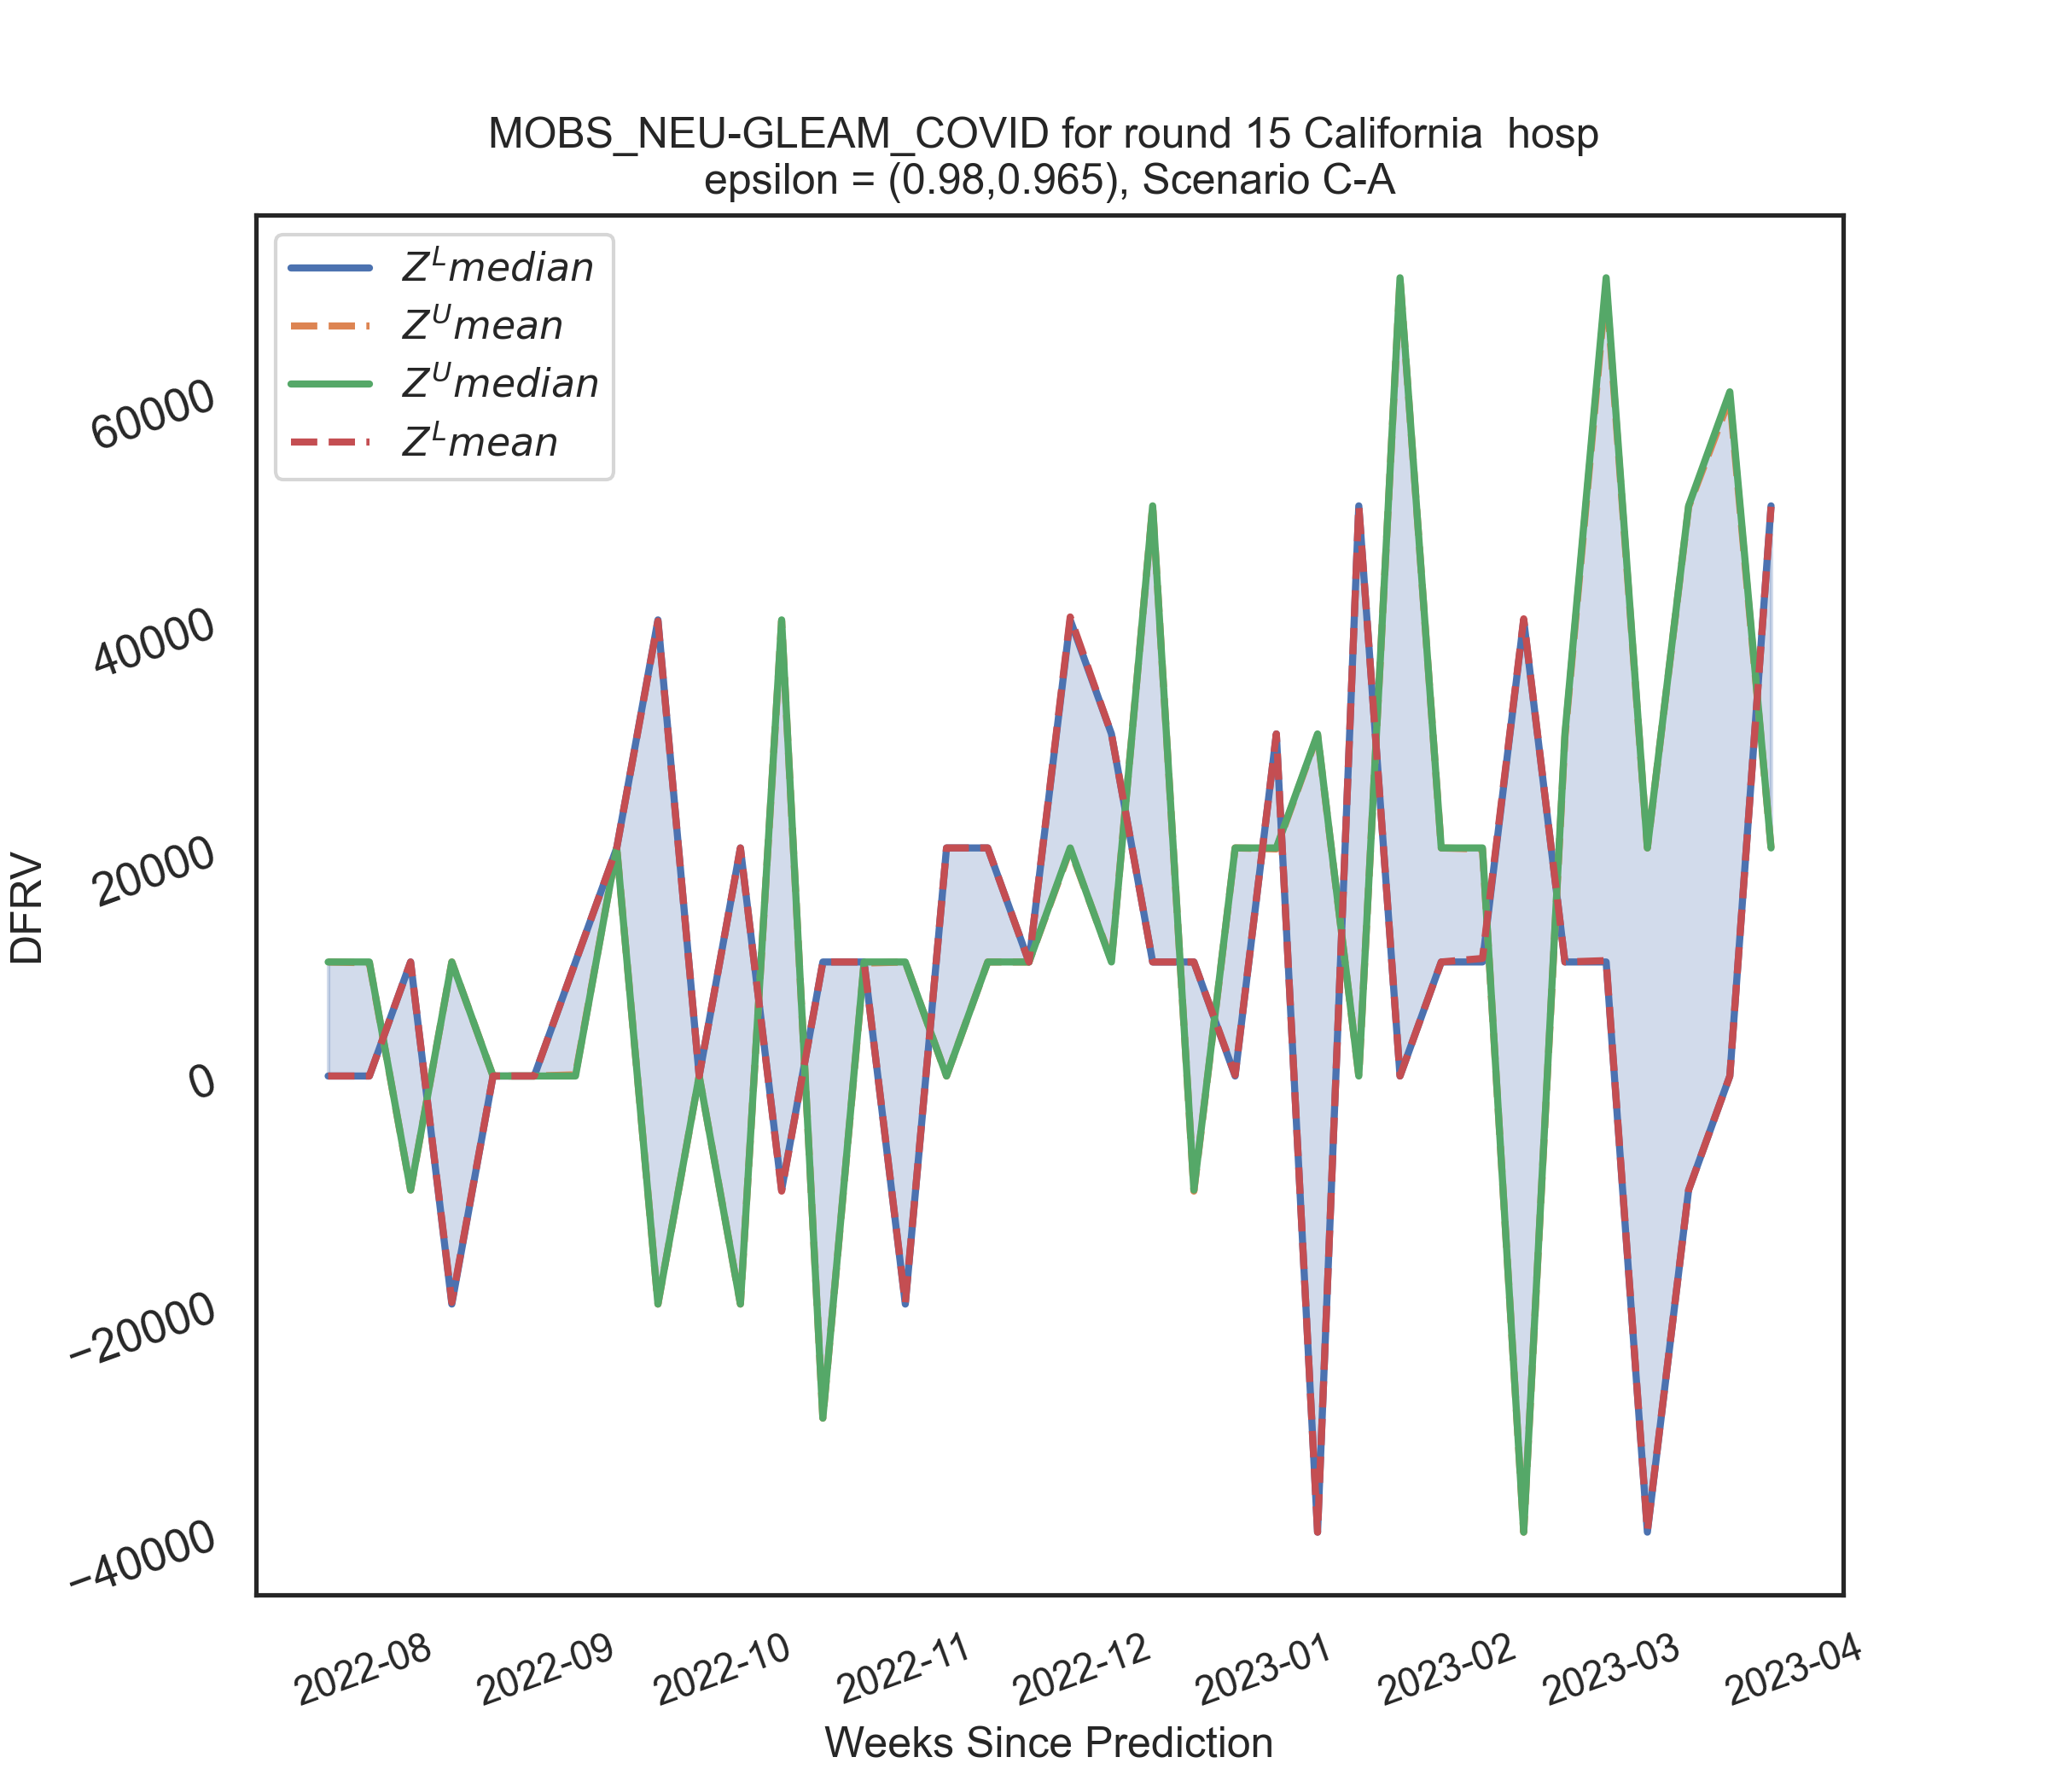 MOBS_NEU-GLEAM_COVID for round 15 California  hosp
epsilon = (0.98,0.965), Scenario C-A
Z^L median
Z^U mean
Z^U median
Z^L mean
60000
40000
20000
0
−20000
−40000
DFRV
2022-08
2022-09
2022-10
2022-11
2022-12
2023-01
2023-02
2023-03
2023-04
Weeks Since Prediction